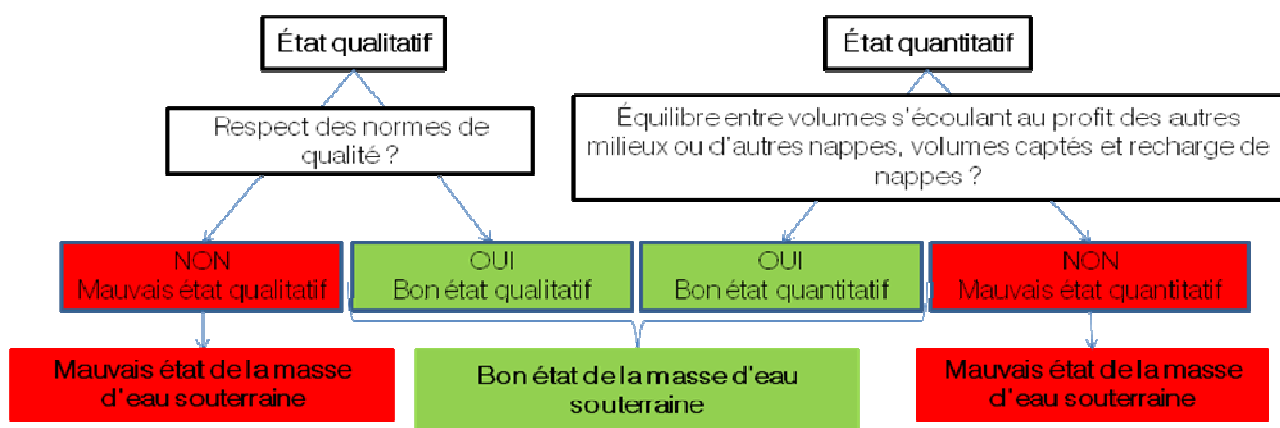 État qualitatif
État quantitatif
Respect des normes de
qualité ?
Équilibre entre volumes s'écoulant au profit des autres
milieux ou d'autres nappes, volumes captés et recharge de
nappes ?
NON
Mauvais état qualitatif
OUI
Bon état qualitatif
OUI
Bon état quantitatif
NON
Mauvais état quantitatif
Mauvais état de la masse
d'eau souterraine
Bon état de la masse d'eau
souterraine
Mauvais état de la masse
d'eau souterraine